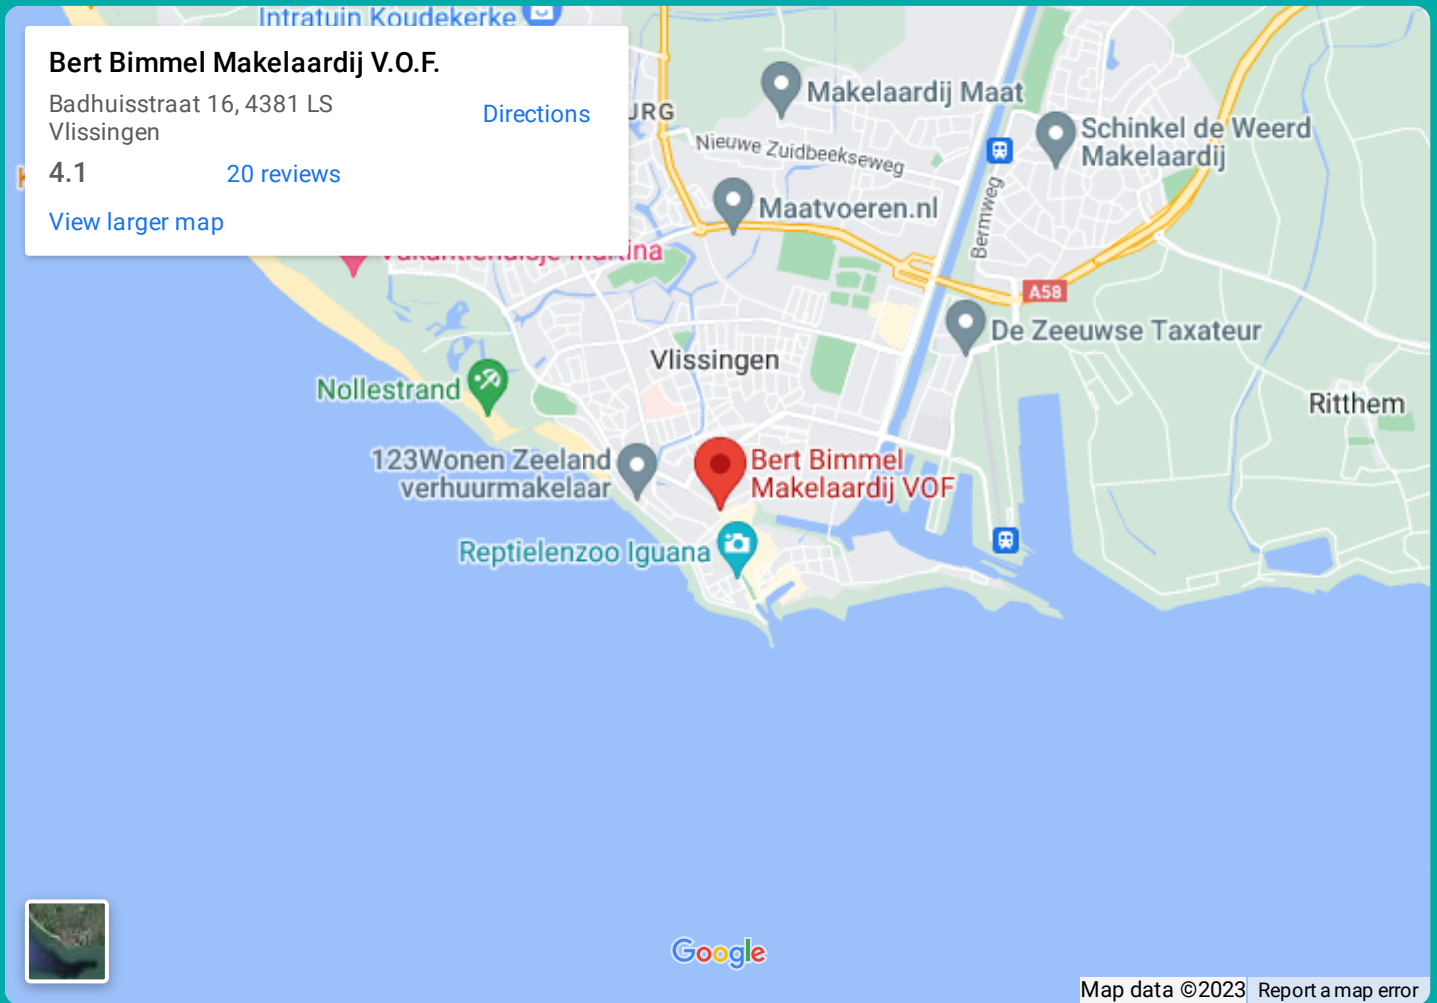 Intratuin Koudekerke
Bert Bimmel Makelaardij V.O.F.
Badhuisstraat 16, 4381 LS
Vlissingen
Directions
4.1
20 reviews
View larger map
Makelaardij Maat
Schinkel de Weerd
Makelaardij
Nieuwe Zuidbeekseweg
Maatvoeren.nl
Bermweg
A58
De Zeeuwse Taxateur
Vlissingen
Nollestrand
Ritthem
123Wonen Zeeland
verhuurmakelaar
Bert Bimmel
Makelaardij VOF
Reptielenzoo Iguana
Google
Map data ©2023
Report a map error